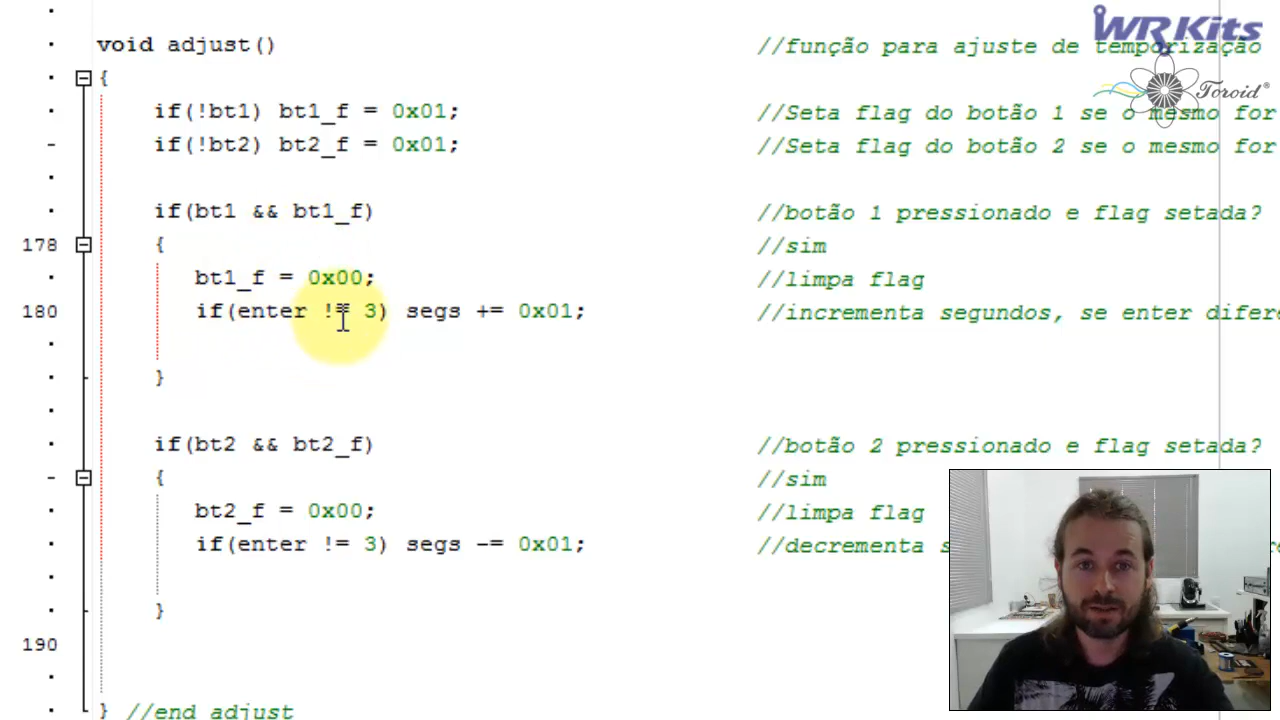 WRKits
void adjust() //função para ajuste de temporização
{
Toroid®
if(!bt1) bt1_f = 0x01; //Seta flag do botão 1 se o mesmo for
if(!bt2) bt2_f = 0x01; //Seta flag do botão 2 se o mesmo for
if(bt1 && bt1_f) //botão 1 pressionado e flag setada?
178 { //sim
bt1_f = 0x00; //limpa flag
180 if(enter != 3) segs += 0x01; //incrementa segundos, se enter difere
}
if(bt2 && bt2_f) //botão 2 pressionado e flag setada?
{ //sim
bt2_f = 0x00; //limpa flag
if(enter != 3) segs -= 0x01; //decrementa
}
190
} //end adjust